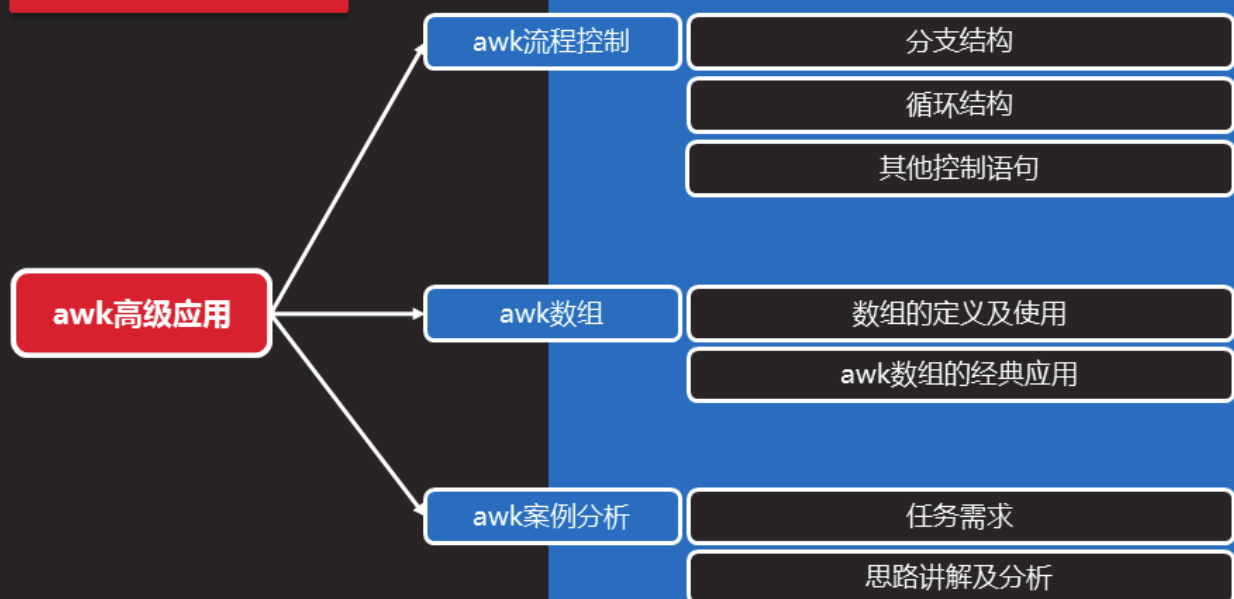 awk流程控制
分支结构
循环结构
其他控制语句
awk高级应用
awk数组
数组的定义及使用
awk数组的经典应用
awk案例分析
任务需求
思路讲解及分析